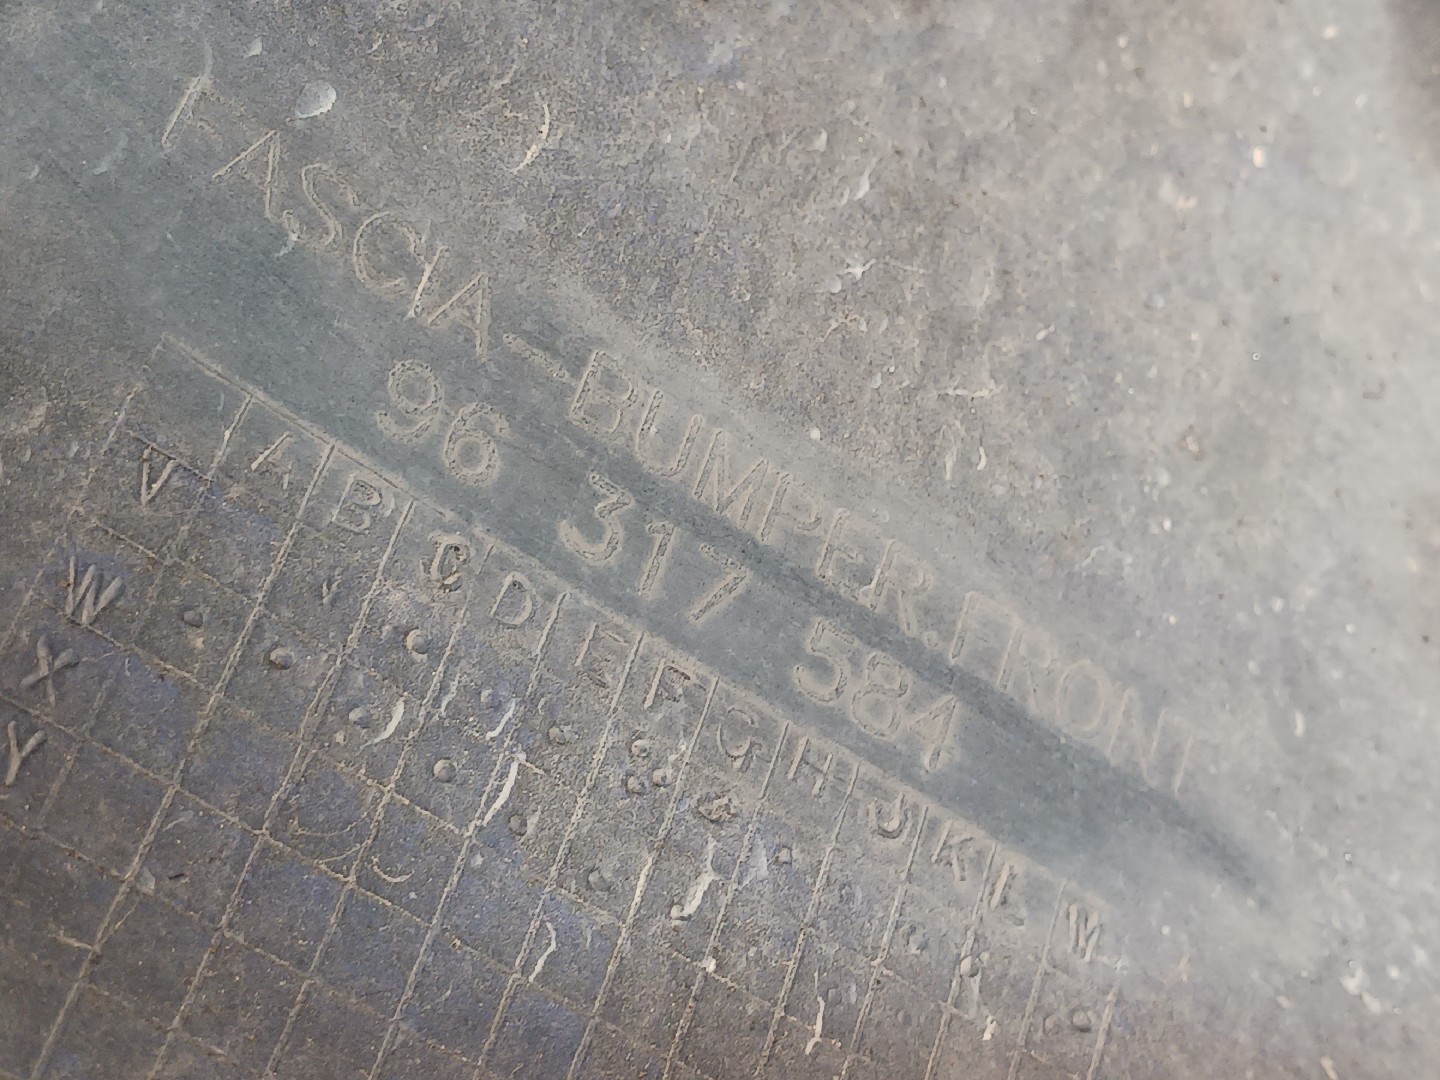 FASCIA-BUMPER.FRONT
96 317 584
A B C D E F G H J K L M
V
W
X
Y